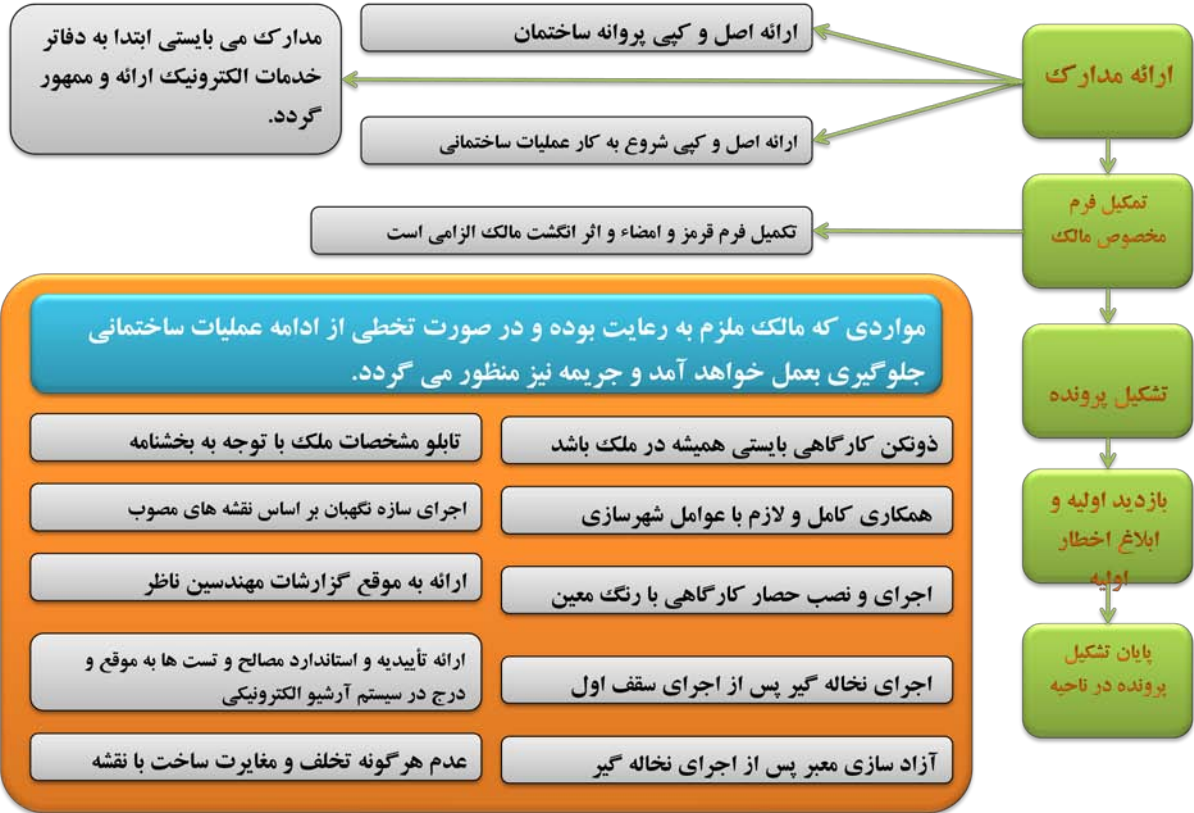 ارائه مدارک
ارائه اصل و کپی پروانه ساختمان
مدارک می بایستی ابتدا به دفاتر
خدمات الکترونیک ارائه و ممهور
گردد.
ارائه اصل و کپی شروع به کار عملیات ساختمانی
تمکیل فرم
مخصوص مالک
تکمیل فرم قرمز و امضاء و اثر انگشت مالک الزامی است
تشکیل پرونده
بازدید اولیه و
ابلاغ اخطار
اولیه
پایان تشکیل
پرونده در ناحیه
مواردی که مالک ملزم به رعایت بوده و در صورت تخطی از ادامه عملیات ساختمانی
جلوگیری بعمل خواهد آمد و جریمه نیز منظور می گردد.
ذونکن کارگاهی بایستی همیشه در ملک باشد
تابلو مشخصات ملک با توجه به بخشنامه
همکاری کامل و لازم با عوامل شهرسازی
اجرای سازه نگهبان بر اساس نقشه های مصوب
اجرای و نصب حصار کارگاهی با رنگ معین
ارائه به موقع گزارشات مهندسین ناظر
اجرای نخاله گیر پس از اجرای سقف اول
ارائه تأییدیه و استاندارد مصالح و تست ها به موقع و
درج در سیستم آرشیو الکترونیکی
آزاد سازی معبر پس از اجرای نخاله گیر
عدم هرگونه تخلف و مغایرت ساخت با نقشه